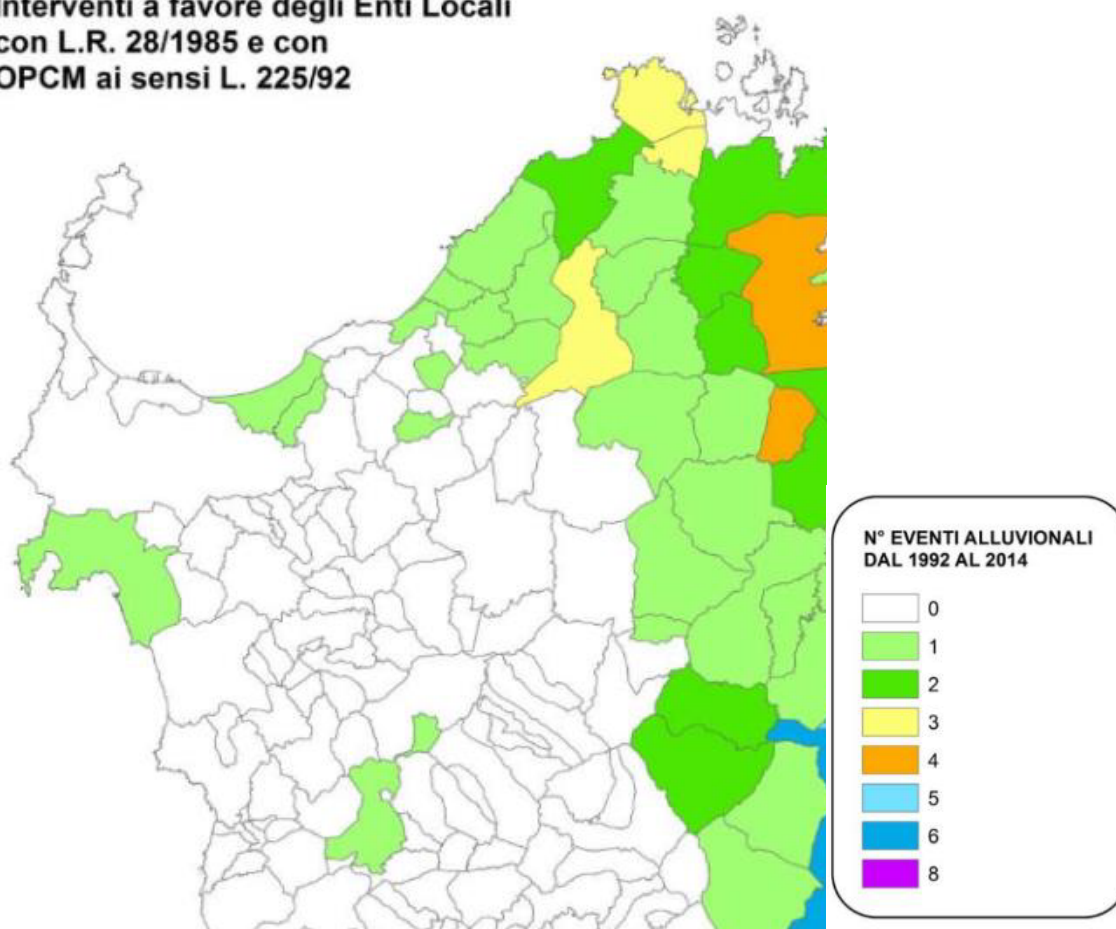 Interventi a favore degli Enti Locali
con L.R. 28/1985 e con
OPCM ai sensi L. 225/92
N° EVENTI ALLUVIONALI
DAL 1992 AL 2014
0
1
2
3
4
5
6
8